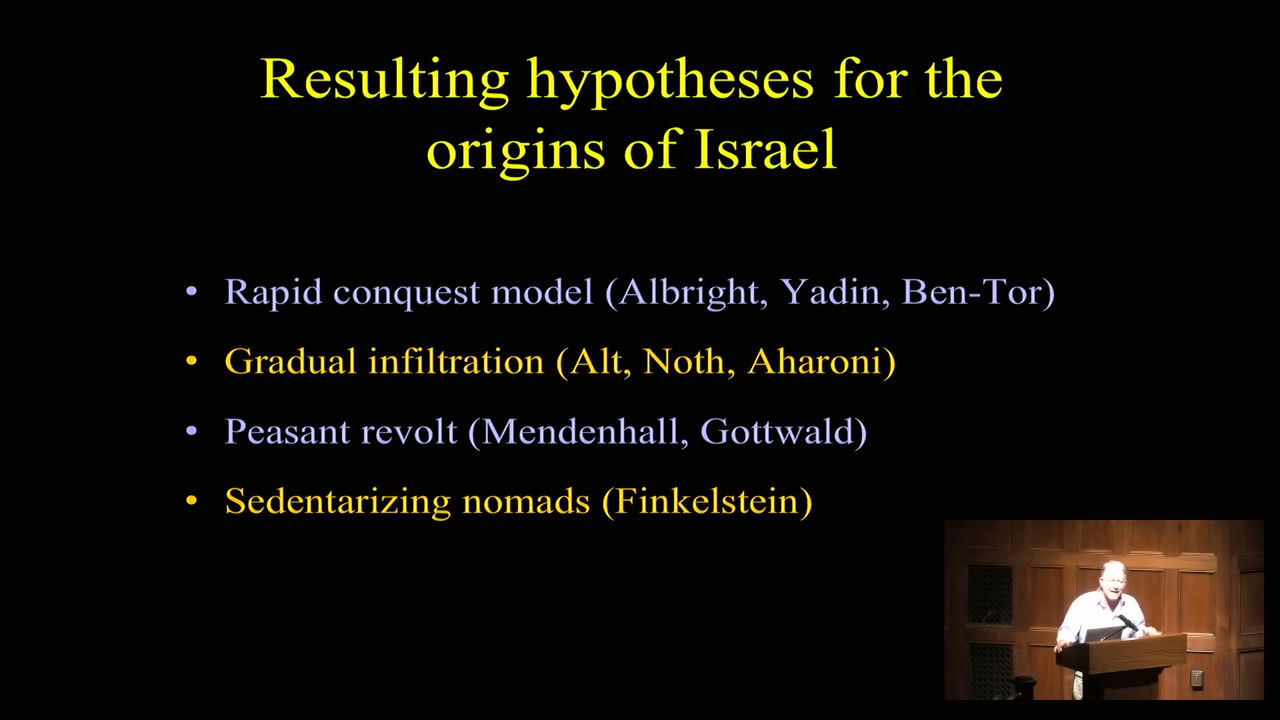 Resulting hypotheses for the
origins of Israel
• Rapid conquest model (Albright, Yadin, Ben-Tor)
• Gradual infiltration (Alt, Noth, Aharoni)
• Peasant revolt (Mendenhall, Gottwald)
• Sedentarizing nomads (Finkelstein)